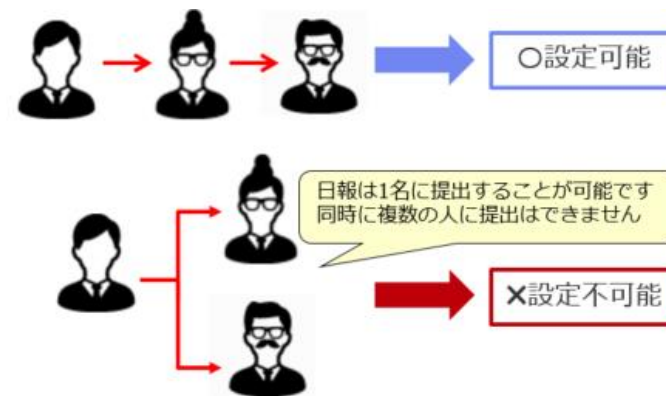 〇設定可能
日報は1名に提出することが可能です
同時に複数の人に提出はできません
✕設定不可能